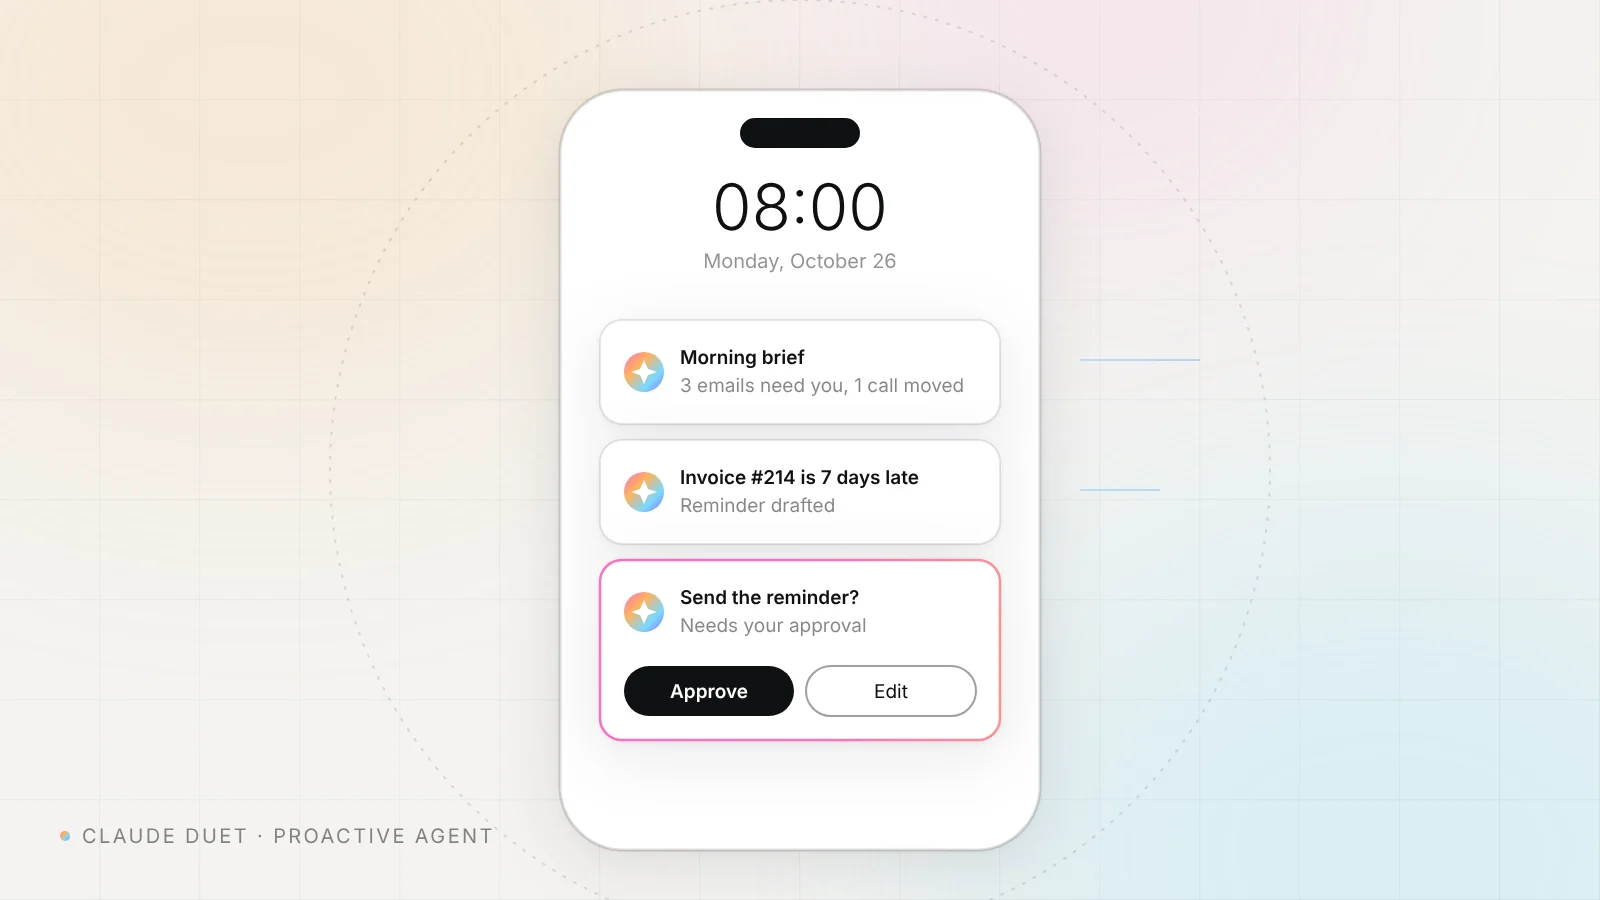 08:00
Monday, October 26
Morning brief
3 emails need you, 1 call moved
Invoice #214 is 7 days late
Reminder drafted
Send the reminder?
Needs your approval
Approve
Edit
CLAUDE DUET · PROACTIVE AGENT